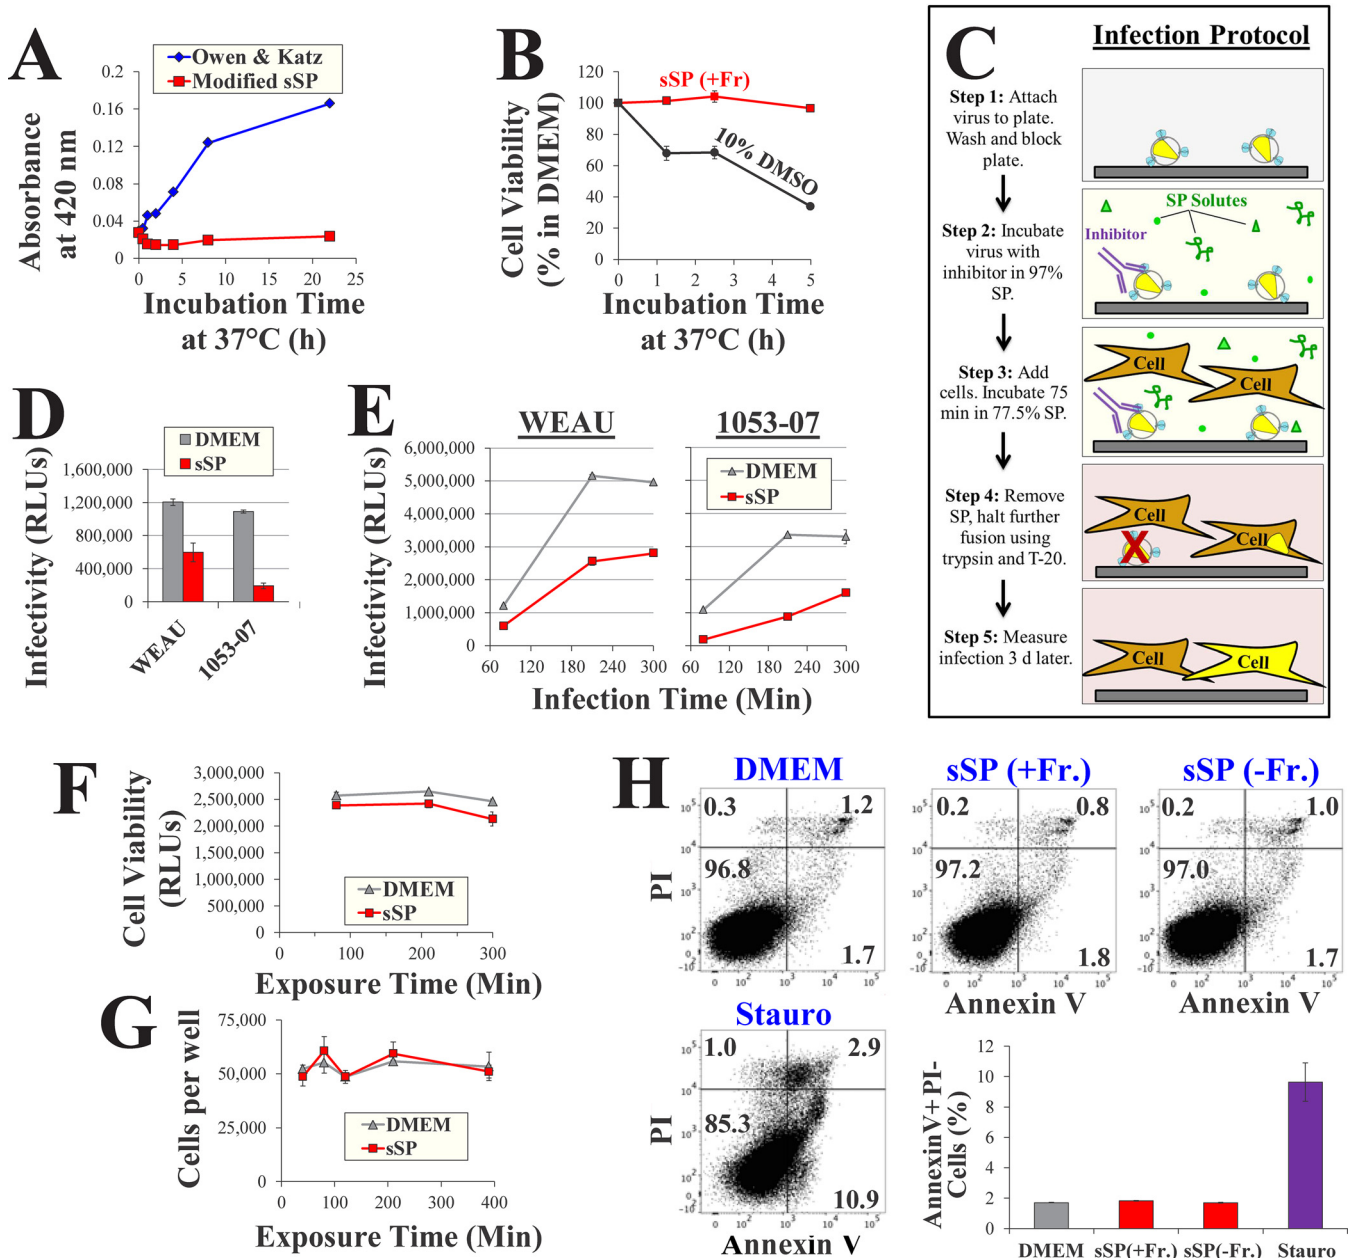 A
Owen & Katz
Modified sSP
0.2
0.16
0.12
0.08
0.04
0
0 5 10 15 20 25
Absorbance
at 420 nm
Incubation Time
at 37°C (h)
B
120
100
80
60
40
20
0
0 1 2 3 4 5
sSP (+Fr)
10% DMSO
Cell Viability
(% in DMEM)
Incubation Time
at 37°C (h)
C
Infection Protocol
Step 1: Attach
virus to plate.
Wash and block
plate.
Step 2: Incubate
virus with
inhibitor in 97%
SP.
SP Solutes
Inhibitor
Step 3: Add
cells. Incubate 75
min in 77.5% SP.
Cell
Cell
Step 4: Remove
SP, halt further
fusion using
trypsin and T-20.
Cell
Cell
X
Step 5: Measure
infection 3 d later.
Cell
Cell
D
DMEM
sSP
1,600,000
1,200,000
800,000
400,000
0
WEAU
1053-07
Infectivity (RLUs)
E
WEAU
1053-07
6,000,000
5,000,000
4,000,000
3,000,000
2,000,000
1,000,000
0
DMEM
sSP
60 120 180 240 300
60 120 180 240 300
Infectivity (RLUs)
Infection Time (Min)
F
3,000,000
2,500,000
2,000,000
1,500,000
1,000,000
500,000
0
DMEM
sSP
0 100 200 300
Cell Viability
(RLUs)
Exposure Time (Min)
G
75,000
50,000
25,000
0
DMEM
sSP
0 100 200 300 400
Cells per well
Exposure Time (Min)
H
DMEM
0.3 1.2
96.8
1.7
PI
sSP (+Fr.)
0.2 0.8
97.2
1.8
Annexin V
sSP (-Fr.)
0.2 1.0
97.0
1.7
Annexin V
Stauro
1.0 2.9
85.3
10.9
PI
Annexin V
12
10
8
6
4
2
0
AnnexinV+ PI-
Cells (%)
DMEM sSP(+Fr.) sSP(-Fr.) Stauro